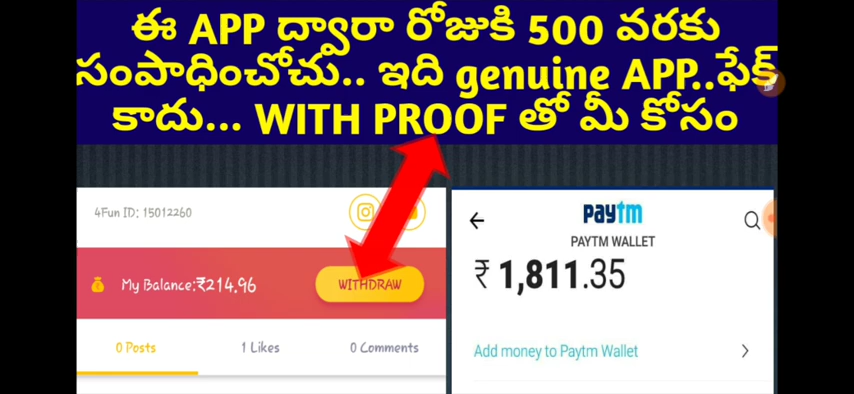 ఈ APP ద్వారా రోజుకి 500 వరకు
సంపాధించోచు.. ఇది genuine APP..ఫేక్
కాదు... WITH PROOF తో మీ కోసం
4Fun ID: 15012260
My Balance:₹214.96
WITHDRAW
0 Posts
1 Likes
0 Comments
paytm
PAYTM WALLET
₹ 1,811.35
Add money to Paytm Wallet